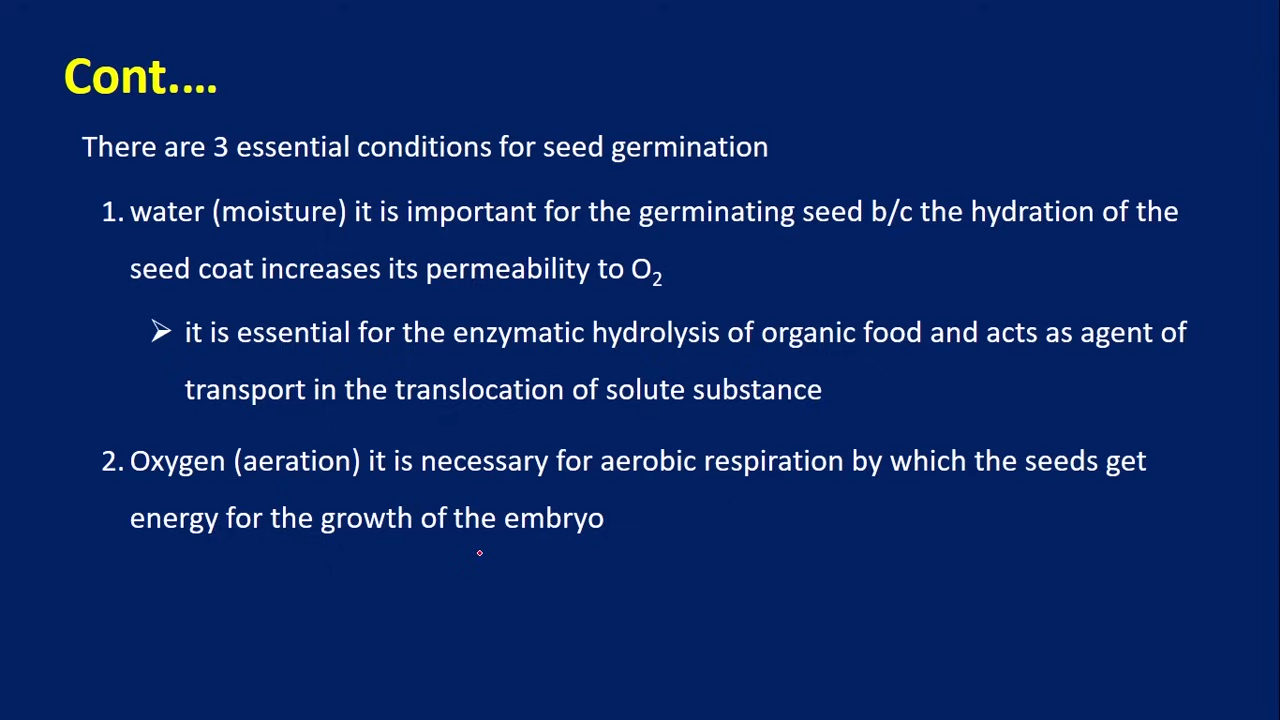 Cont.…
There are 3 essential conditions for seed germination
1. water (moisture) it is important for the germinating seed b/c the hydration of the
seed coat increases its permeability to O₂
➢ it is essential for the enzymatic hydrolysis of organic food and acts as agent of
transport in the translocation of solute substance
2. Oxygen (aeration) it is necessary for aerobic respiration by which the seeds get
energy for the growth of the embryo